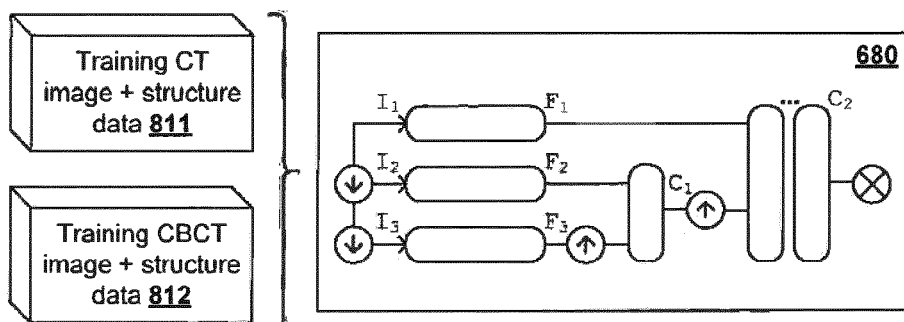 Training CT
image + structure
data 811
Training CBCT
image + structure
data 812
680
I₁ F₁
I₂ F₂
I₃ F₃
C₁
... C₂